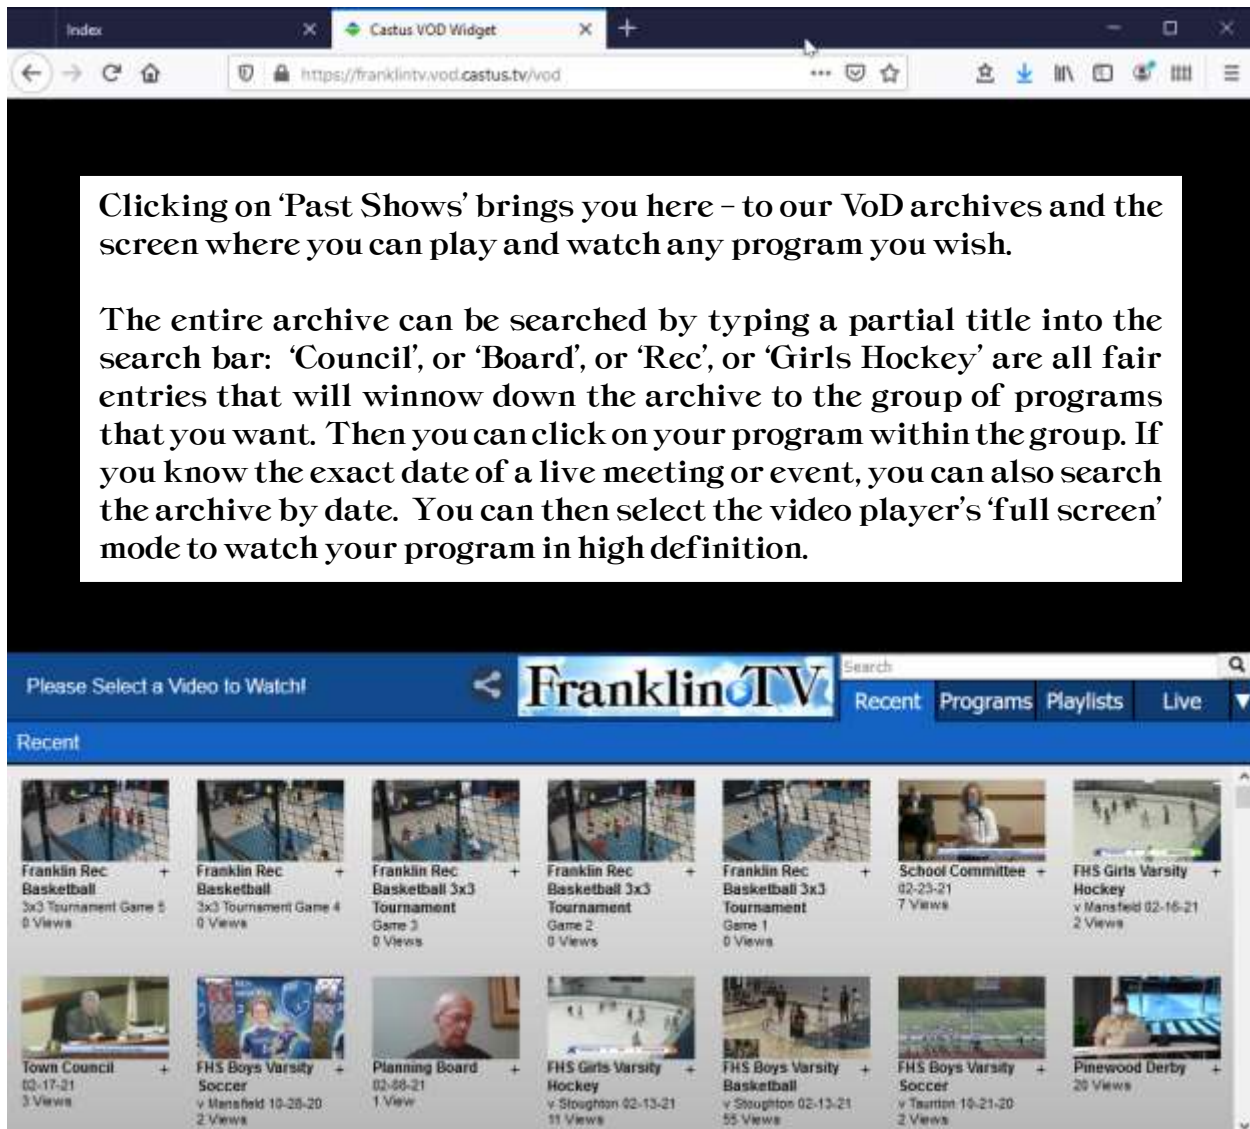 Index
Castus VOD Widget
https://franklintv.vod.castus.tv/vod
Clicking on ‘Past Shows’ brings you here – to our VoD archives and the
screen where you can play and watch any program you wish.
The entire archive can be searched by typing a partial title into the
search bar: ‘Council’, or ‘Board’, or ‘Rec’, or ‘Girls Hockey’ are all fair
entries that will winnow down the archive to the group of programs
that you want. Then you can click on your program within the group. If
you know the exact date of a live meeting or event, you can also search
the archive by date. You can then select the video player’s ‘full screen’
mode to watch your program in high definition.
Please Select a Video to Watch!
Franklin TV
Search
Recent Programs Playlists Live
Recent
Franklin Rec
Basketball
3x3 Tournament Game 5
0 Views
Franklin Rec
Basketball
3x3 Tournament Game 4
0 Views
Franklin Rec
Basketball 3x3
Tournament
Game 3
0 Views
Franklin Rec
Basketball 3x3
Tournament
Game 2
0 Views
Franklin Rec
Basketball 3x3
Tournament
Game 1
0 Views
School Committee
02-23-21
7 Views
FHS Girls Varsity
Hockey
v Mansfield 02-16-21
2 Views
Town Council
02-17-21
3 Views
FHS Boys Varsity
Soccer
v Mansfield 10-28-20
2 Views
Planning Board
02-08-21
1 View
FHS Girls Varsity
Hockey
v Stoughton 02-13-21
11 Views
FHS Boys Varsity
Basketball
v Stoughton 02-13-21
55 Views
FHS Boys Varsity
Soccer
v Taunton 10-21-20
2 Views
Pinewood Derby
20 Views